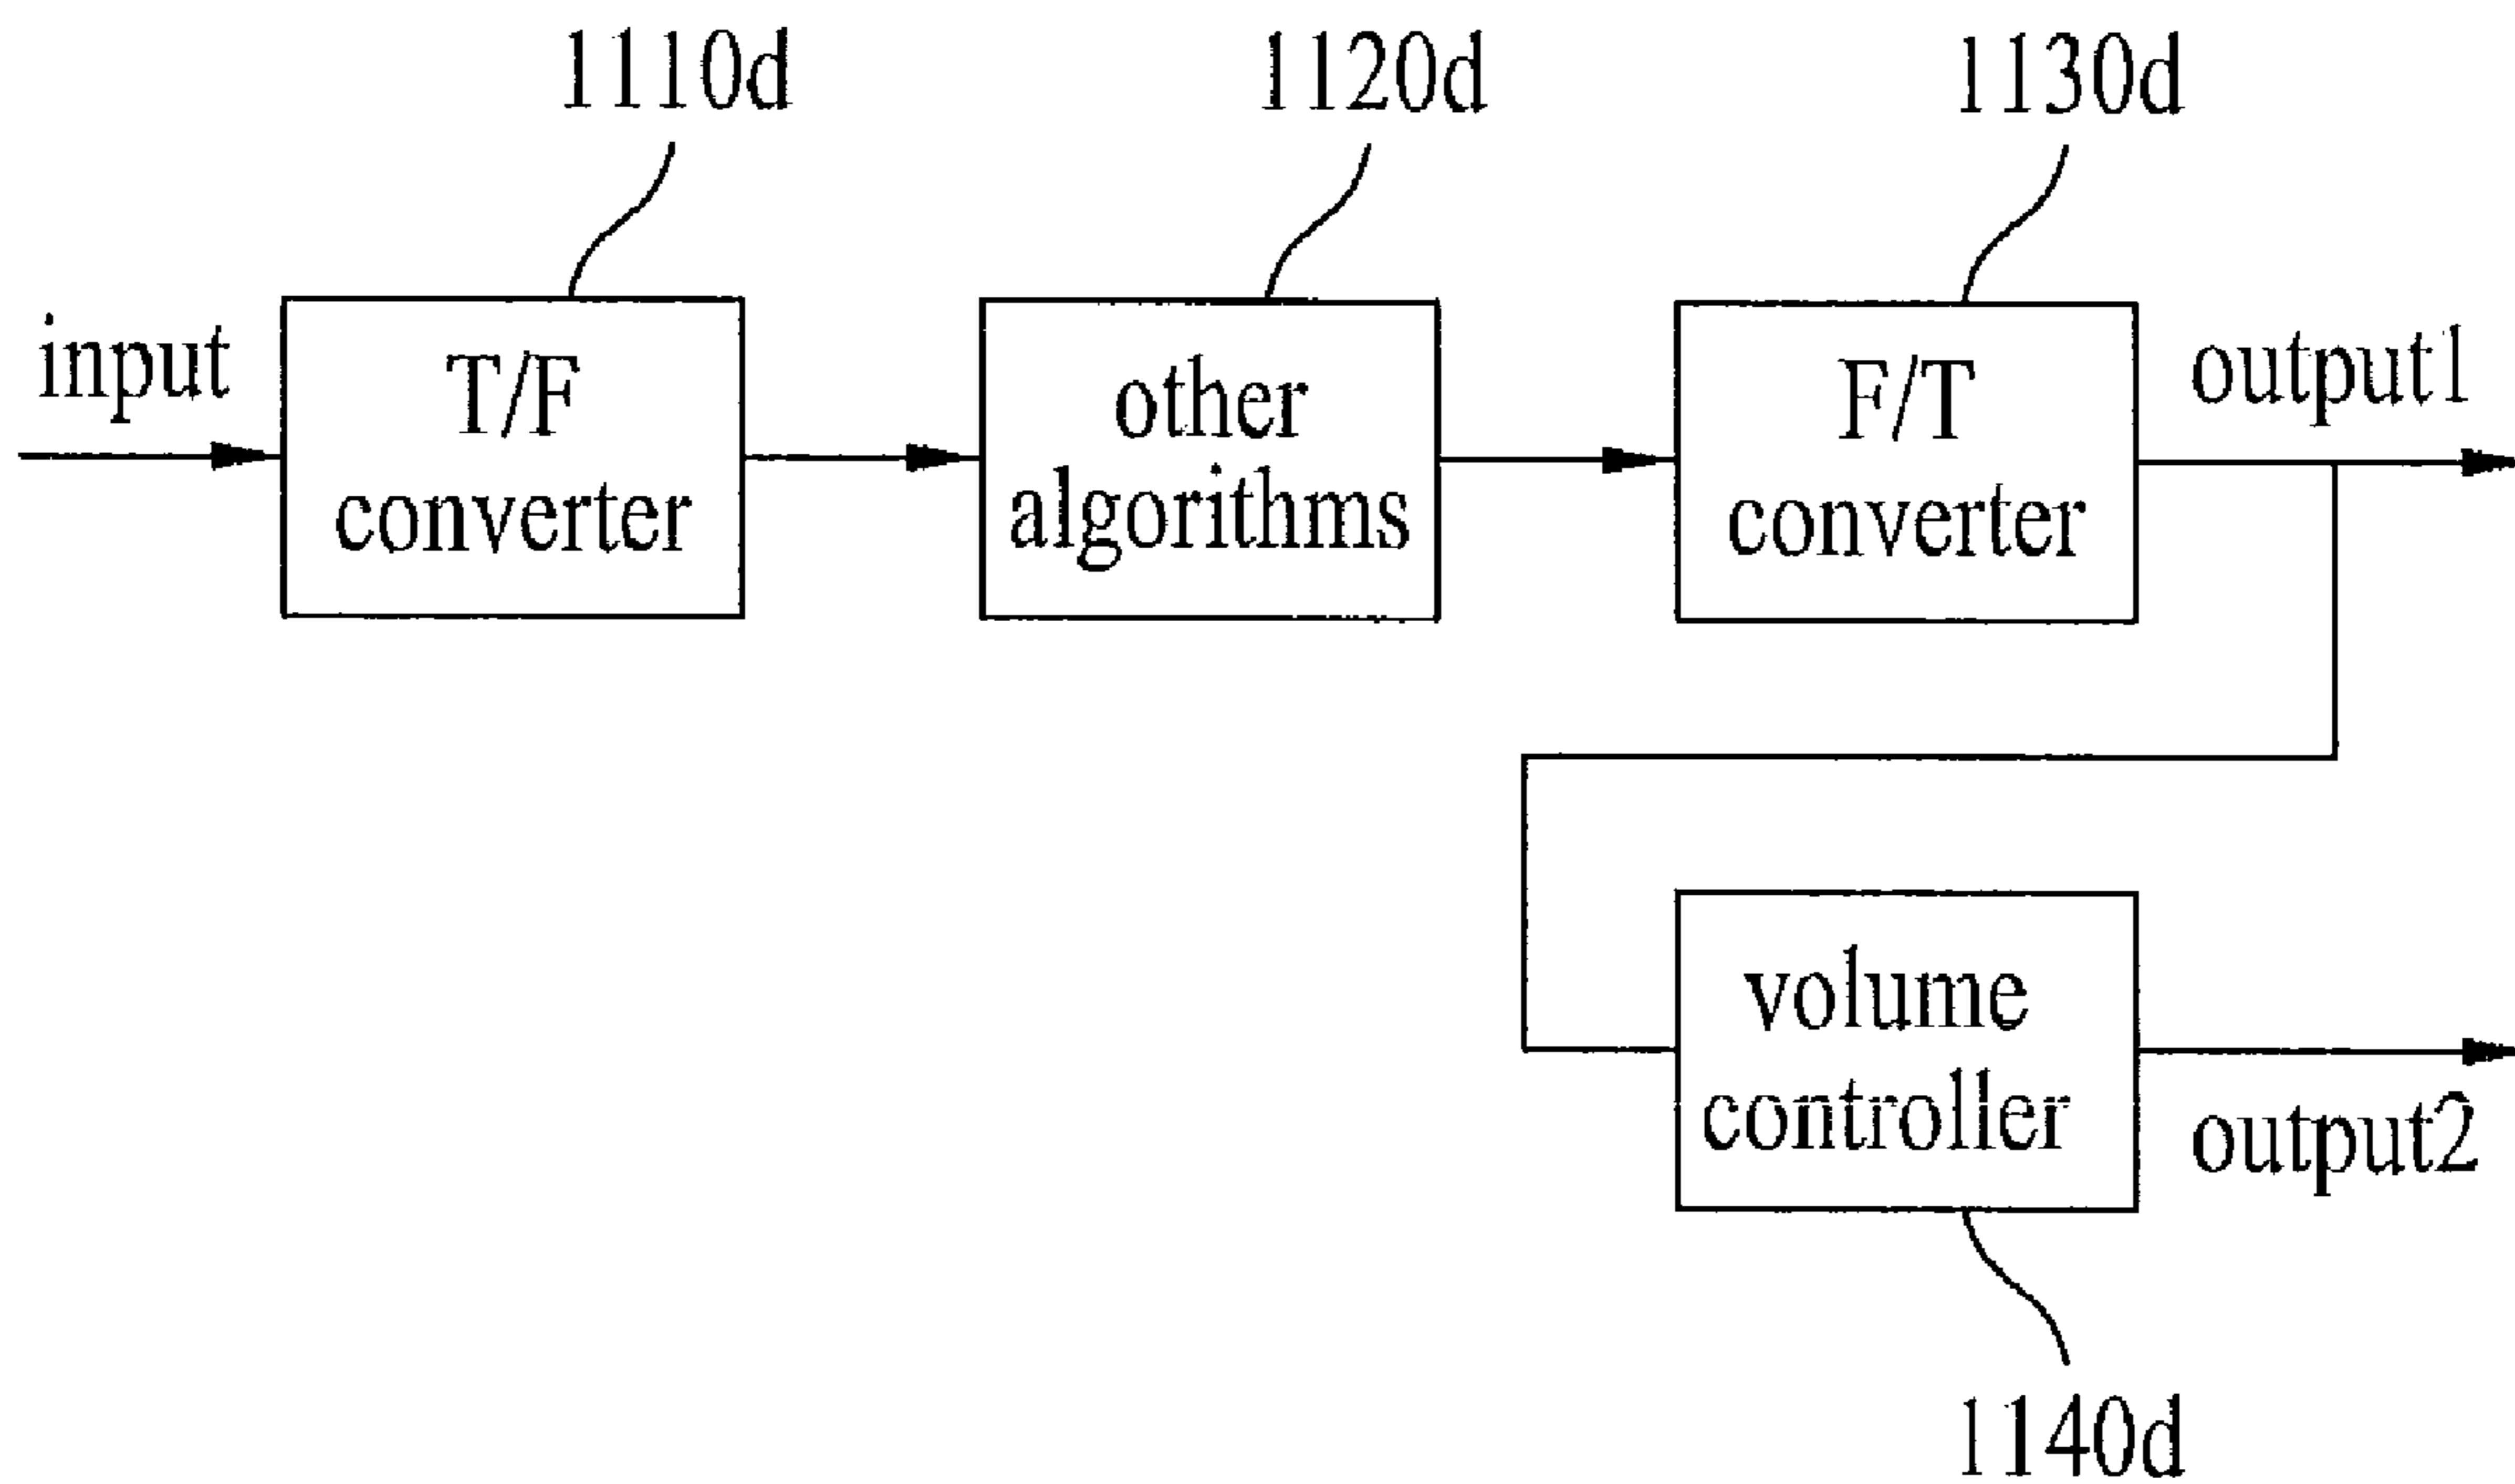 1110d
1120d
1130d
input
T/F
converter
other
algorithms
F/T
converter
output1
volume
controller
output2
1140d